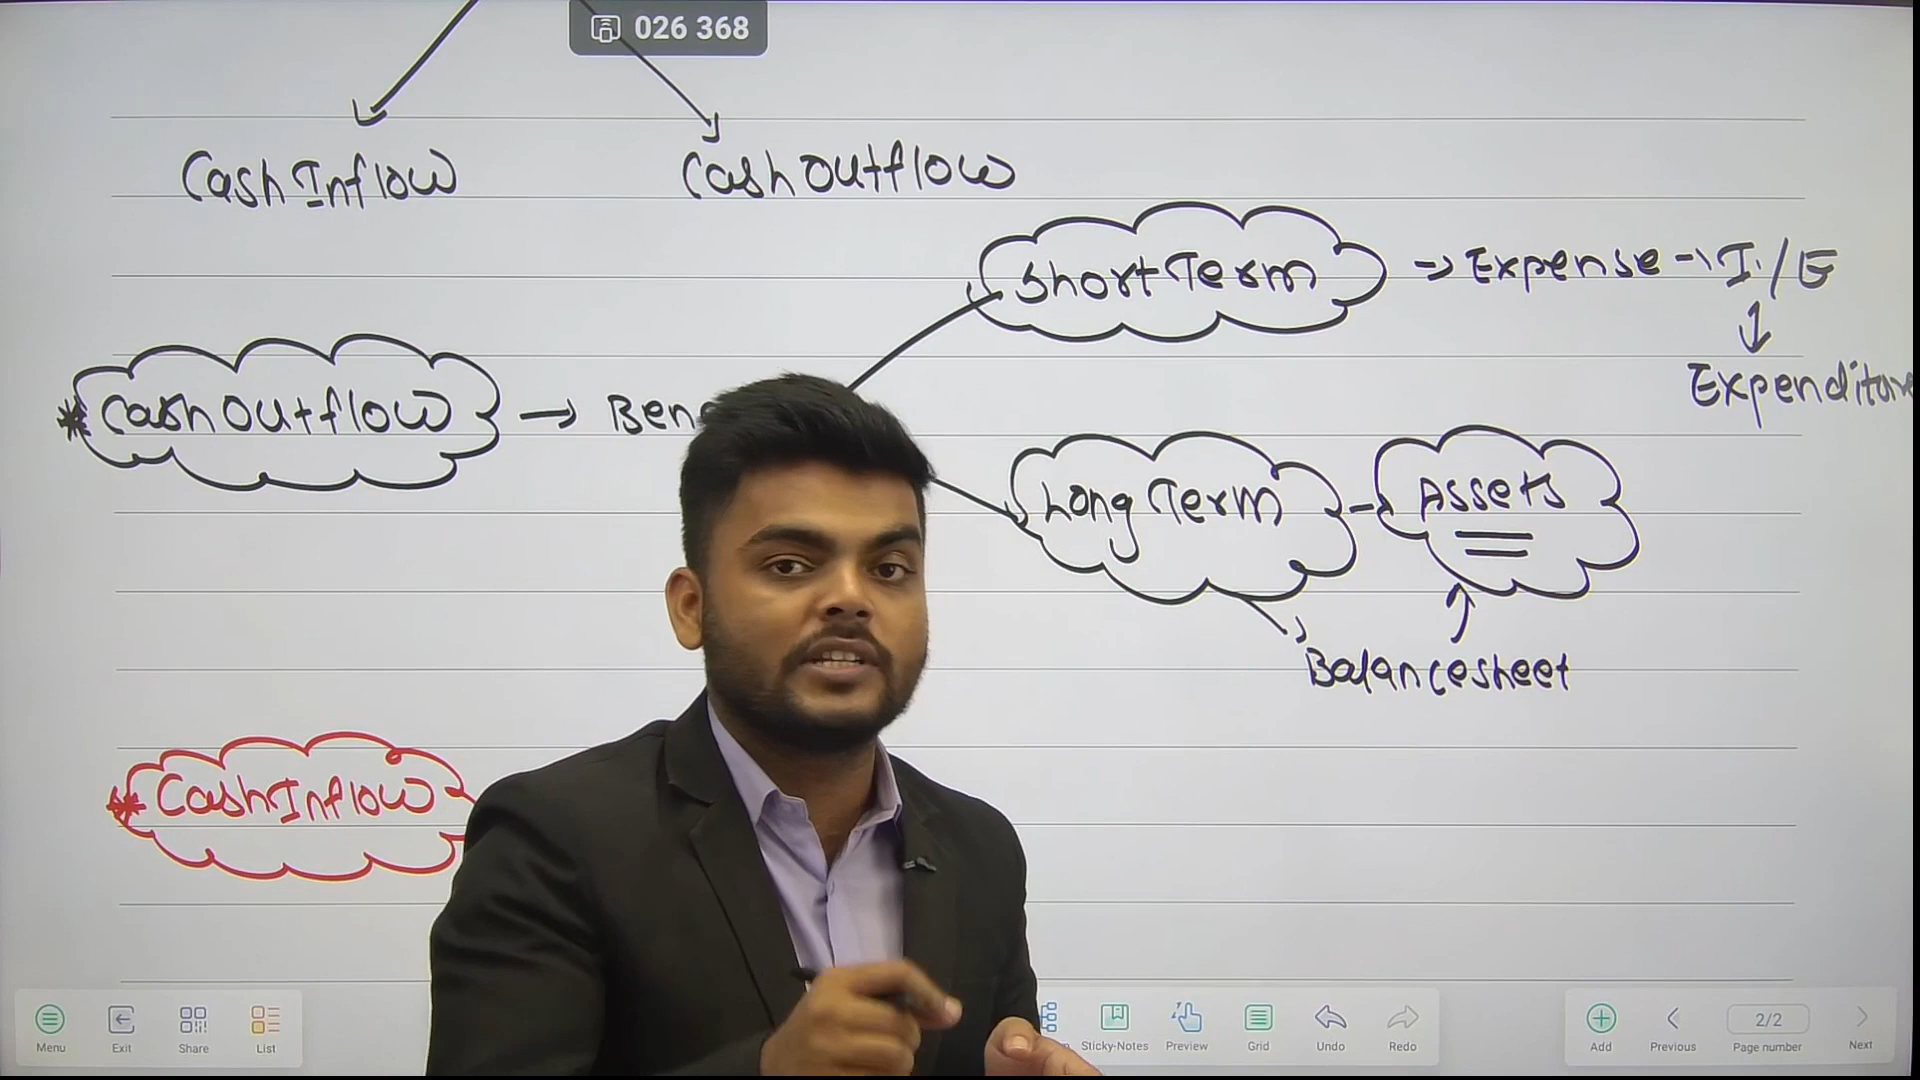 026 368
Cash Inflow
Cash Outflow
Short Term → Expense → I/E
↓
Expenditure
* Cash Outflow → Ben
Long Term → Assets
Balancesheet
* Cash Inflow
Menu
Exit
Share
List
Sticky-Notes
Preview
Grid
Undo
Redo
Add
Previous
2/2
Page number
Next